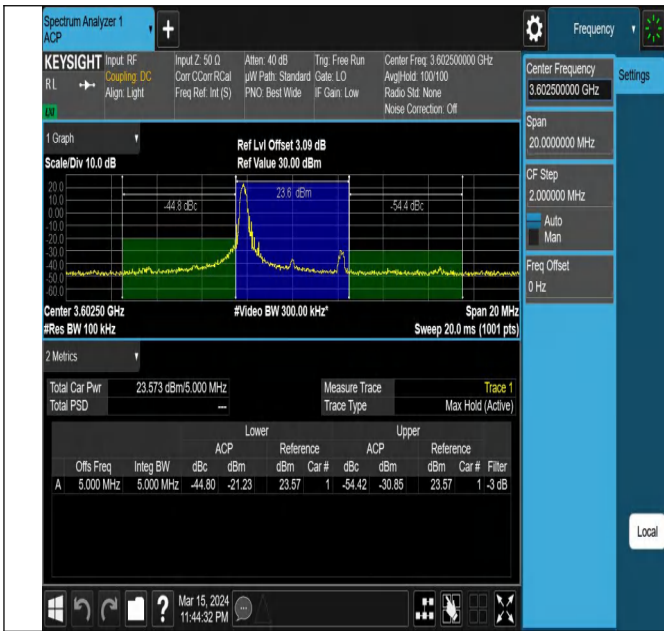 Spectrum Analyzer 1
ACP
Frequency
KEYSIGHT
RL
LXI
Input: RF
Coupling: DC
Align: Light
Input Z: 50 Ω
Corr CCorr RCal
Freq Ref: Int (S)
Atten: 40 dB
µW Path: Standard
PNO: Best Wide
Trig: Free Run
Gate: LO
IF Gain: Low
Center Freq: 3.602500000 GHz
Avg|Hold: 100/100
Radio Std: None
Noise Correction: Off
Center Frequency
3.602500000 GHz
Settings
Span
20.0000000 MHz
CF Step
2.000000 MHz
Auto
Man
Freq Offset
0 Hz
Local
1 Graph
Scale/Div 10.0 dB
Ref Lvl Offset 3.09 dB
Ref Value 30.00 dBm
20.0
10.0
0.00
-10.0
-20.0
-30.0
-40.0
-50.0
-60.0
-44.8 dBc
23.6 dBm
-54.4 dBc
Center 3.60250 GHz
#Video BW 300.00 kHz*
Span 20 MHz
#Res BW 100 kHz
Sweep 20.0 ms (1001 pts)
2 Metrics
Total Car Pwr 23.573 dBm/5.000 MHz
Total PSD ---
Measure Trace Trace 1
Trace Type Max Hold (Active)
Lower Upper
ACP Reference ACP Reference
Offs Freq Integ BW dBc dBm dBm Car # dBc dBm dBm Car # Filter
A 5.000 MHz 5.000 MHz -44.80 -21.23 23.57 1 -54.42 -30.85 23.57 1 -3 dB
?
Mar 15, 2024
11:44:32 PM